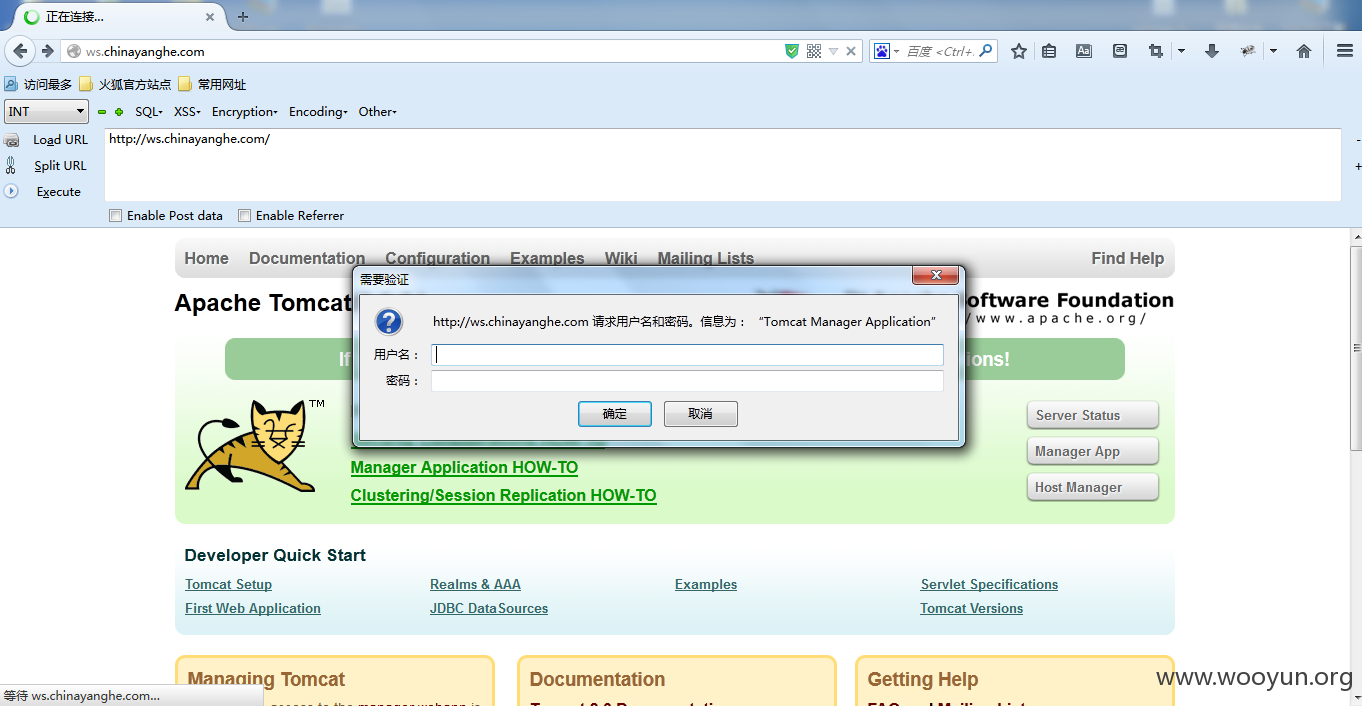 正在连接...
ws.chinayanghe.com
百度 <Ctrl+.
访问最多 火狐官方站点 常用网址
INT SQL XSS Encryption Encoding Other
Load URL http://ws.chinayanghe.com/
Split URL
Execute
Enable Post data Enable Referrer
Home Documentation Configuration Examples Wiki Mailing Lists Find Help
需要验证
Apache Tomcat Software Foundation
/www.apache.org/
http://ws.chinayanghe.com 请求用户名和密码。信息为： “Tomcat Manager Application”
If ions!
用户名：
密码：
确定 取消
TM
Server Status
Manager App
Host Manager
Manager Application HOW-TO
Clustering/Session Replication HOW-TO
Developer Quick Start
Tomcat Setup Realms & AAA Examples Servlet Specifications
First Web Application JDBC DataSources Tomcat Versions
Managing Tomcat Documentation Getting Help
www.wooyun.org
等待 ws.chinayanghe.com...